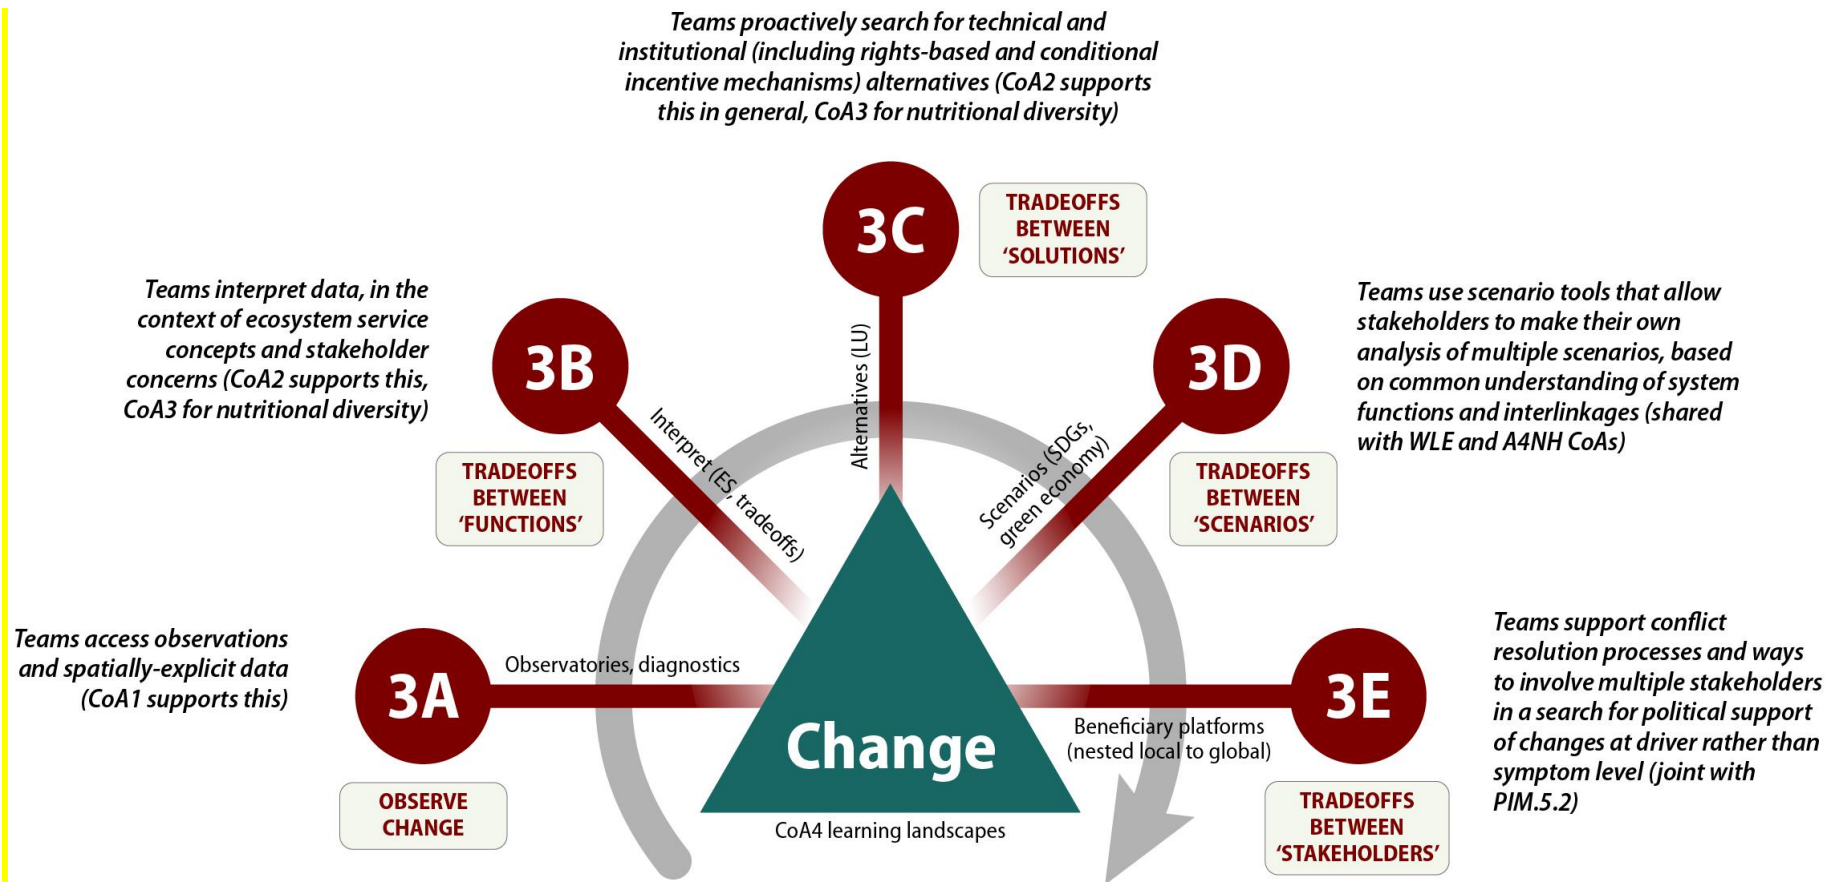 Teams proactively search for technical and
institutional (including rights-based and conditional
incentive mechanisms) alternatives (CoA2 supports
this in general, CoA3 for nutritional diversity)
3C
TRADEOFFS
BETWEEN
‘SOLUTIONS’
Alternatives (LU)
Teams interpret data, in the
context of ecosystem service
concepts and stakeholder
concerns (CoA2 supports this,
CoA3 for nutritional diversity)
3B
TRADEOFFS
BETWEEN
‘FUNCTIONS’
Interpret (ES, tradeoffs)
3D
Teams use scenario tools that allow
stakeholders to make their own
analysis of multiple scenarios, based
on common understanding of system
functions and interlinkages (shared
with WLE and A4NH CoAs)
TRADEOFFS
BETWEEN
‘SCENARIOS’
Scenarios (SDGs,
green economy)
Teams access observations
and spatially-explicit data
(CoA1 supports this)
3A
Observatories, diagnostics
OBSERVE
CHANGE
Change
CoA4 learning landscapes
3E
Beneficiary platforms
(nested local to global)
TRADEOFFS
BETWEEN
‘STAKEHOLDERS’
Teams support conflict
resolution processes and ways
to involve multiple stakeholders
in a search for political support
of changes at driver rather than
symptom level (joint with
PIM.5.2)